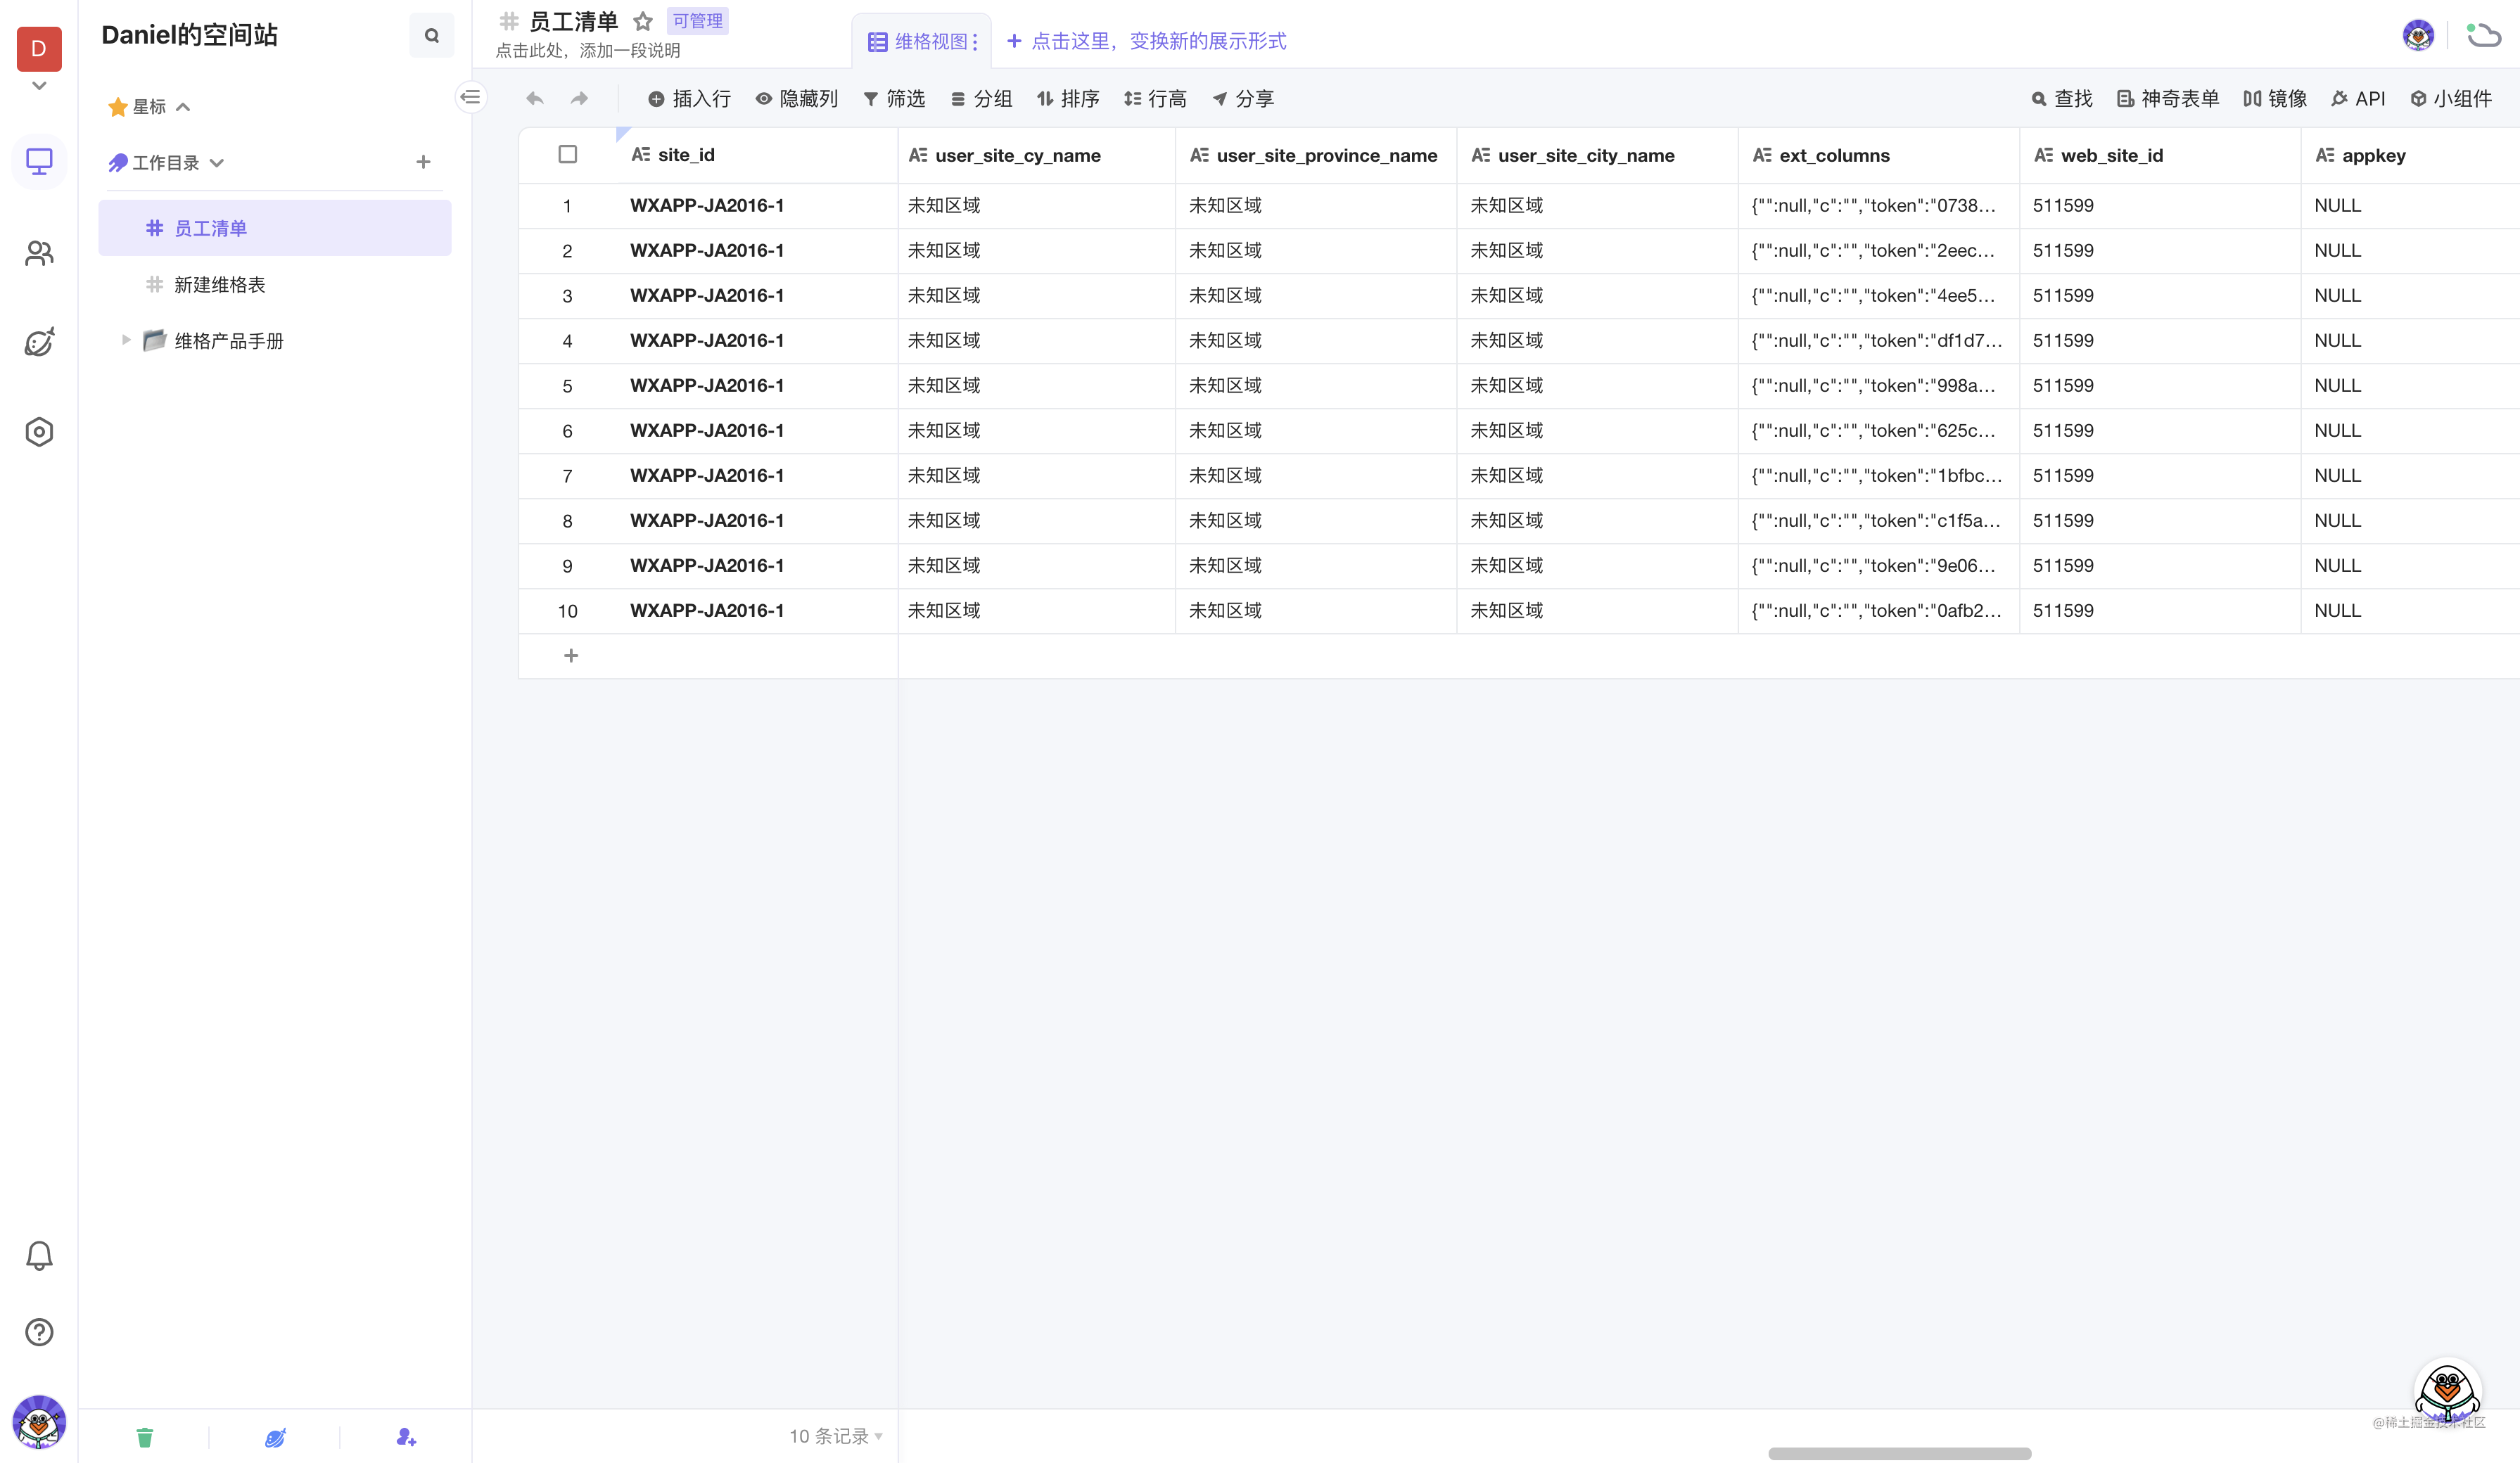 D
Daniel的空间站
星标
工作目录
员工清单
新建维格表
维格产品手册
员工清单 可管理
点击此处，添加一段说明
维格视图
点击这里，变换新的展示形式
插入行 隐藏列 筛选 分组 排序 行高 分享 查找 神奇表单 镜像 API 小组件
site_id user_site_cy_name user_site_province_name user_site_city_name ext_columns web_site_id appkey
1 WXAPP-JA2016-1 未知区域 未知区域 未知区域 {"":null,"c":"","token":"0738... 511599 NULL
2 WXAPP-JA2016-1 未知区域 未知区域 未知区域 {"":null,"c":"","token":"2eec... 511599 NULL
3 WXAPP-JA2016-1 未知区域 未知区域 未知区域 {"":null,"c":"","token":"4ee5... 511599 NULL
4 WXAPP-JA2016-1 未知区域 未知区域 未知区域 {"":null,"c":"","token":"df1d7... 511599 NULL
5 WXAPP-JA2016-1 未知区域 未知区域 未知区域 {"":null,"c":"","token":"998a... 511599 NULL
6 WXAPP-JA2016-1 未知区域 未知区域 未知区域 {"":null,"c":"","token":"625c... 511599 NULL
7 WXAPP-JA2016-1 未知区域 未知区域 未知区域 {"":null,"c":"","token":"1bfbc... 511599 NULL
8 WXAPP-JA2016-1 未知区域 未知区域 未知区域 {"":null,"c":"","token":"c1f5a... 511599 NULL
9 WXAPP-JA2016-1 未知区域 未知区域 未知区域 {"":null,"c":"","token":"9e06... 511599 NULL
10 WXAPP-JA2016-1 未知区域 未知区域 未知区域 {"":null,"c":"","token":"0afb2... 511599 NULL
10 条记录
@稀土掘金技术社区